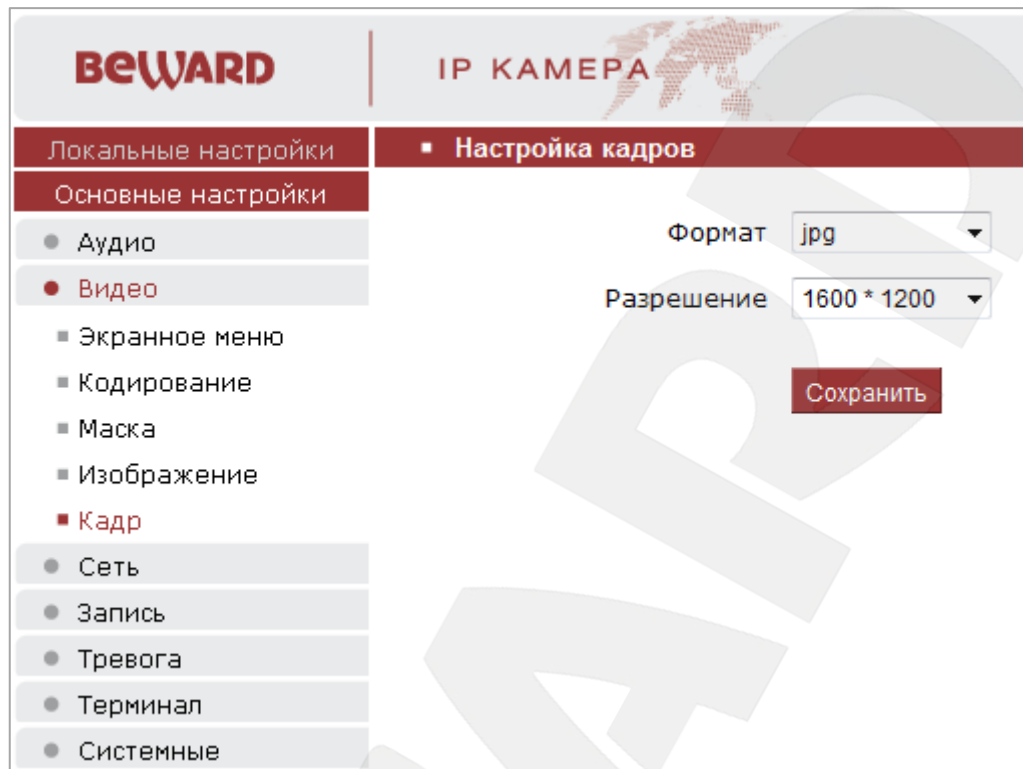 BEWARD
IP КАМЕРА
Локальные настройки
Основные настройки
Аудио
Видео
Экранное меню
Кодирование
Маска
Изображение
Кадр
Сеть
Запись
Тревога
Терминал
Системные
Настройка кадров
Формат jpg
Разрешение 1600 * 1200
Сохранить